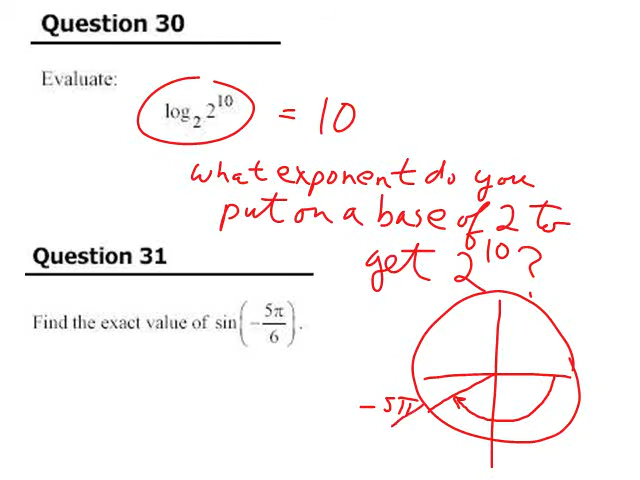 Question 30
Evaluate:
log₂ 2¹⁰ = 10
what exponent do you
put on a base of 2 to
get 2¹⁰?
Question 31
Find the exact value of sin(-5π/6).
-5π